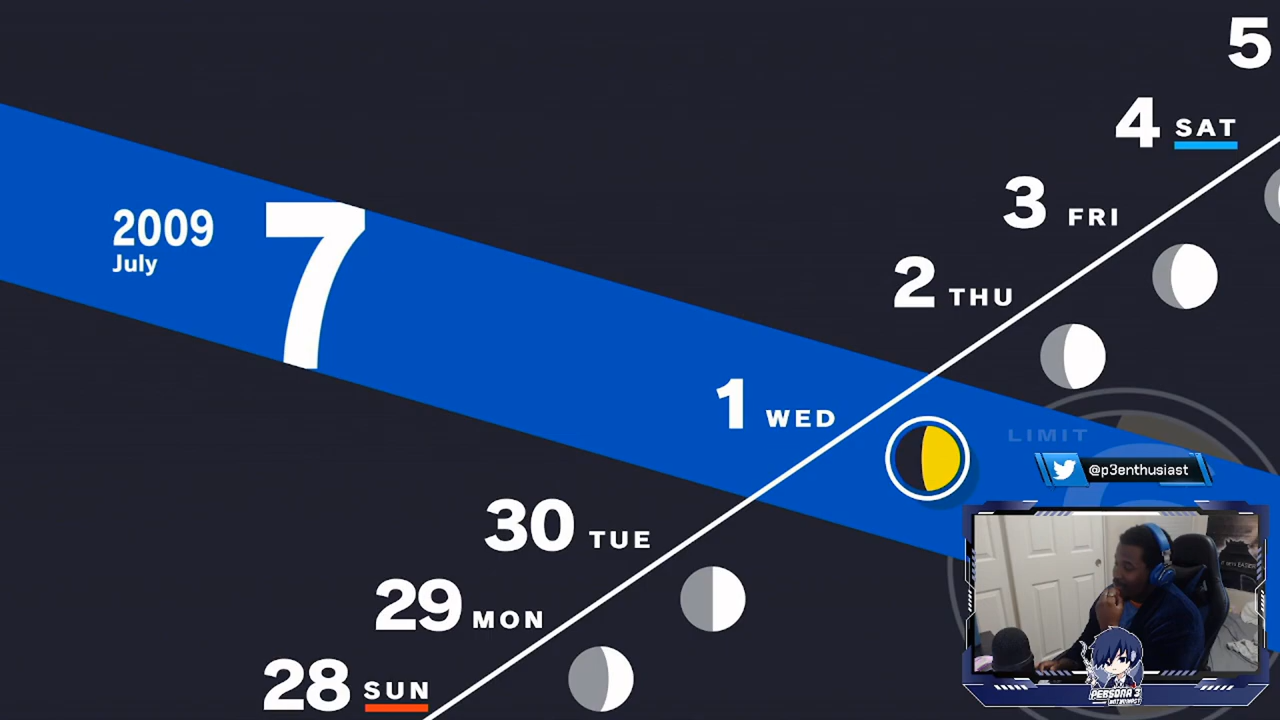 5
4 SAT
3 FRI
2 THU
2009
July
7
1 WED
LIMIT
@p3enthusiast
30 TUE
29 MON
28 SUN
PERSONA 3